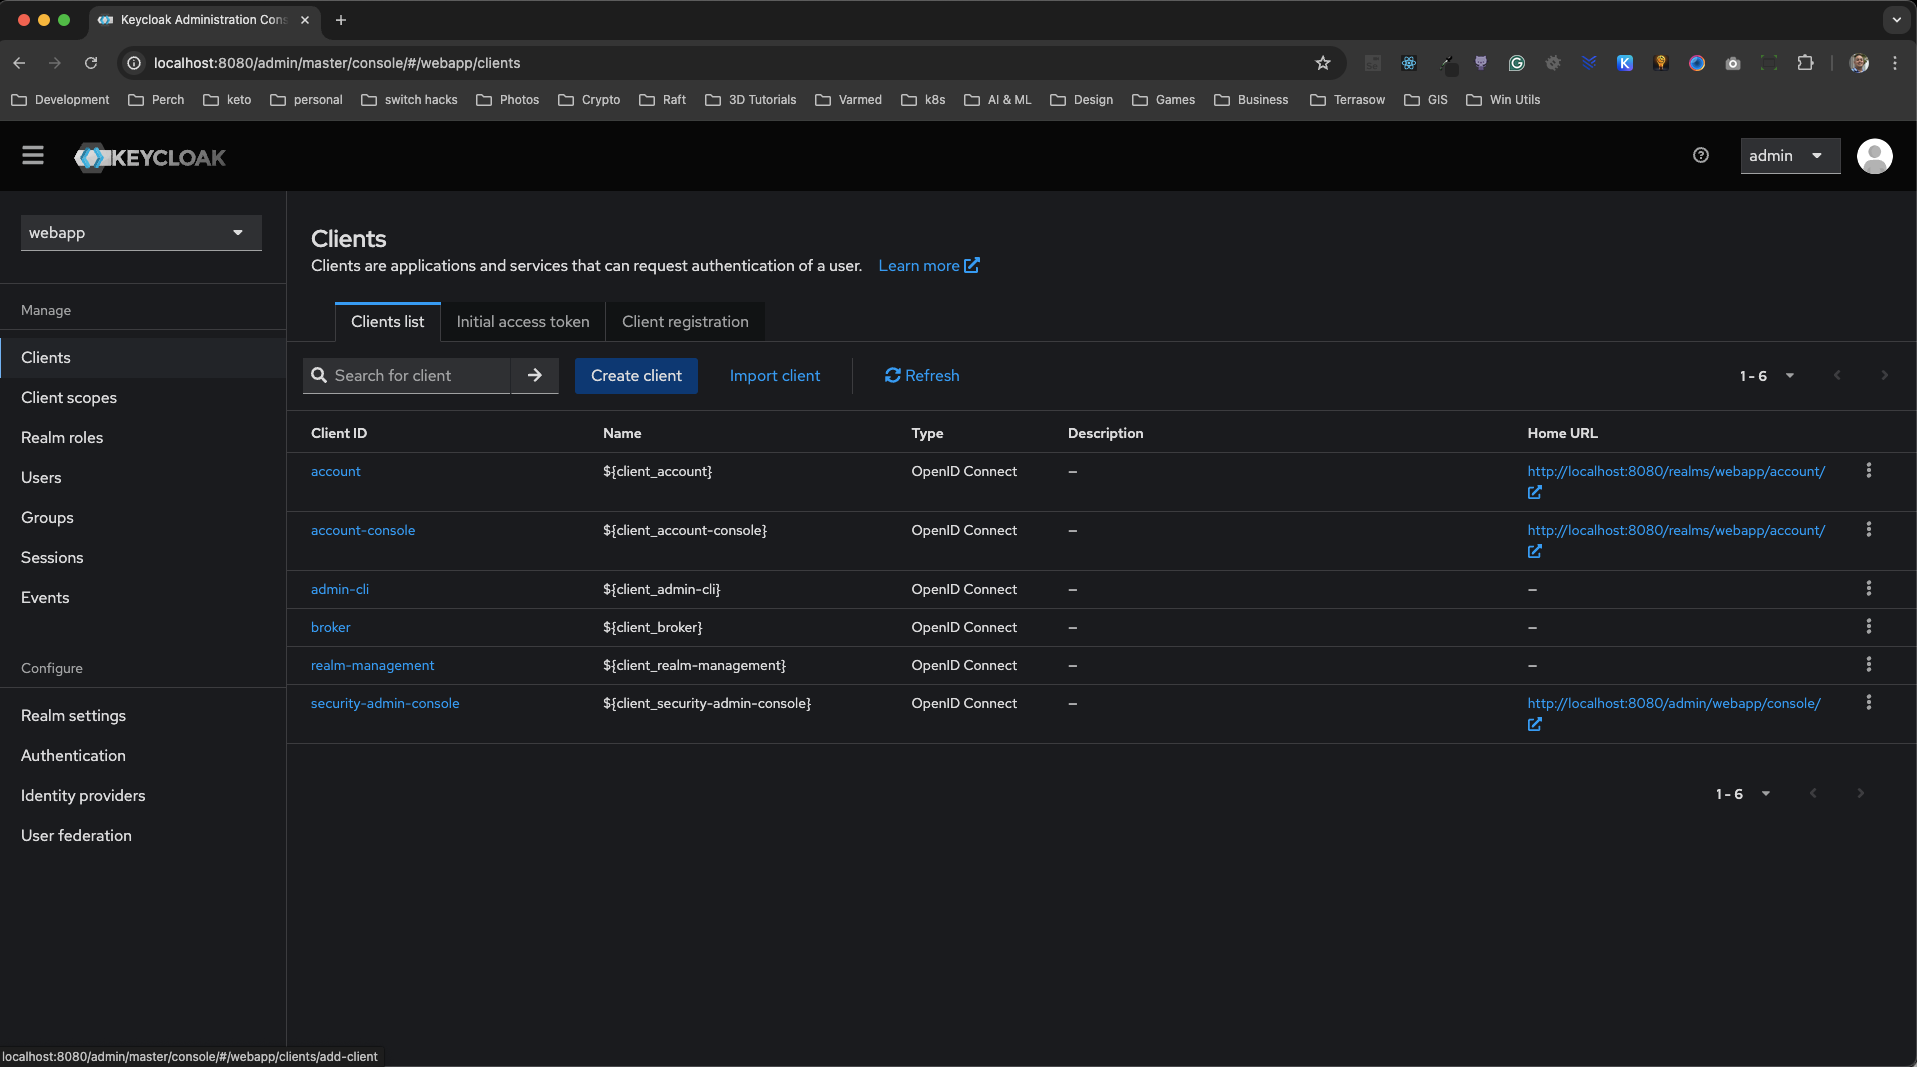 Keycloak Administration Cons
localhost:8080/admin/master/console/#/webapp/clients
Development Perch keto personal switch hacks Photos Crypto Raft 3D Tutorials Varmed k8s AI & ML Design Games Business Terrasow GIS Win Utils
KEYCLOAK
admin
webapp
Manage
Clients
Client scopes
Realm roles
Users
Groups
Sessions
Events
Configure
Realm settings
Authentication
Identity providers
User federation
Clients
Clients are applications and services that can request authentication of a user. Learn more
Clients list Initial access token Client registration
Search for client Create client Import client Refresh 1 - 6
Client ID Name Type Description Home URL
account ${client_account} OpenID Connect – http://localhost:8080/realms/webapp/account/
account-console ${client_account-console} OpenID Connect – http://localhost:8080/realms/webapp/account/
admin-cli ${client_admin-cli} OpenID Connect – –
broker ${client_broker} OpenID Connect – –
realm-management ${client_realm-management} OpenID Connect – –
security-admin-console ${client_security-admin-console} OpenID Connect – http://localhost:8080/admin/webapp/console/
1 - 6
localhost:8080/admin/master/console/#/webapp/clients/add-client